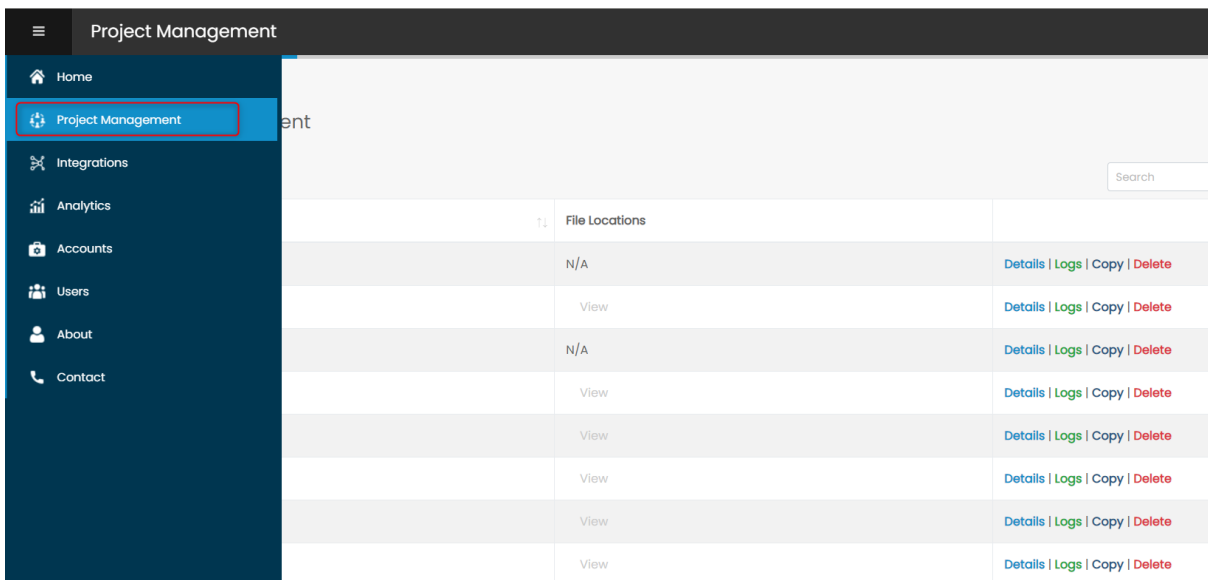 Project Management
Home
Project Management
ent
Integrations
Search
Analytics
File Locations
Accounts
N/A
Details | Logs | Copy | Delete
Users
View
Details | Logs | Copy | Delete
About
N/A
Details | Logs | Copy | Delete
Contact
View
Details | Logs | Copy | Delete
View
Details | Logs | Copy | Delete
View
Details | Logs | Copy | Delete
View
Details | Logs | Copy | Delete
View
Details | Logs | Copy | Delete